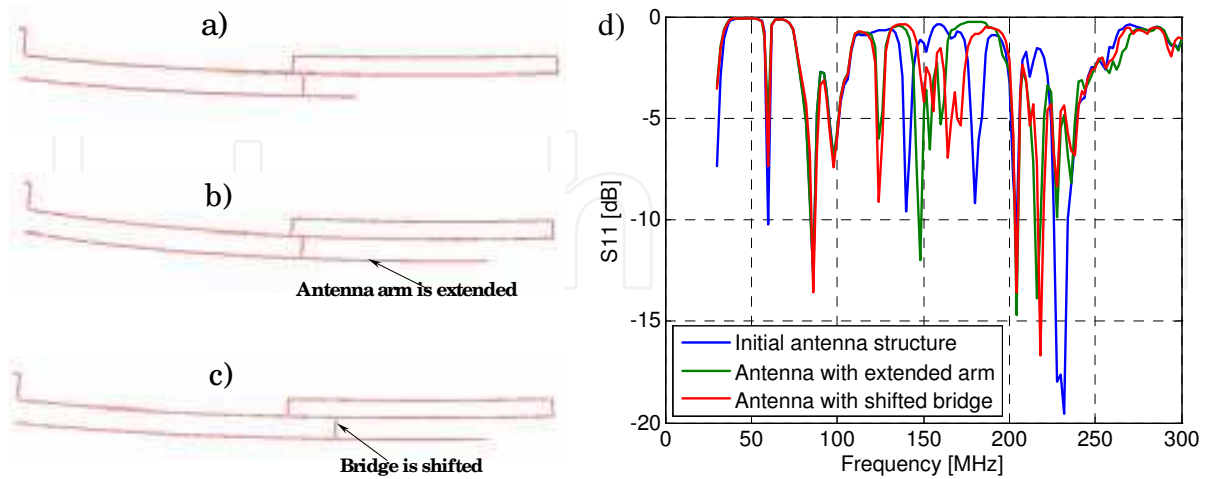 a)
b)
Antenna arm is extended
c)
Bridge is shifted
d)
0
-5
-10
-15
-20
S11 [dB]
Initial antenna structure
Antenna with extended arm
Antenna with shifted bridge
0 50 100 150 200 250 300
Frequency [MHz]